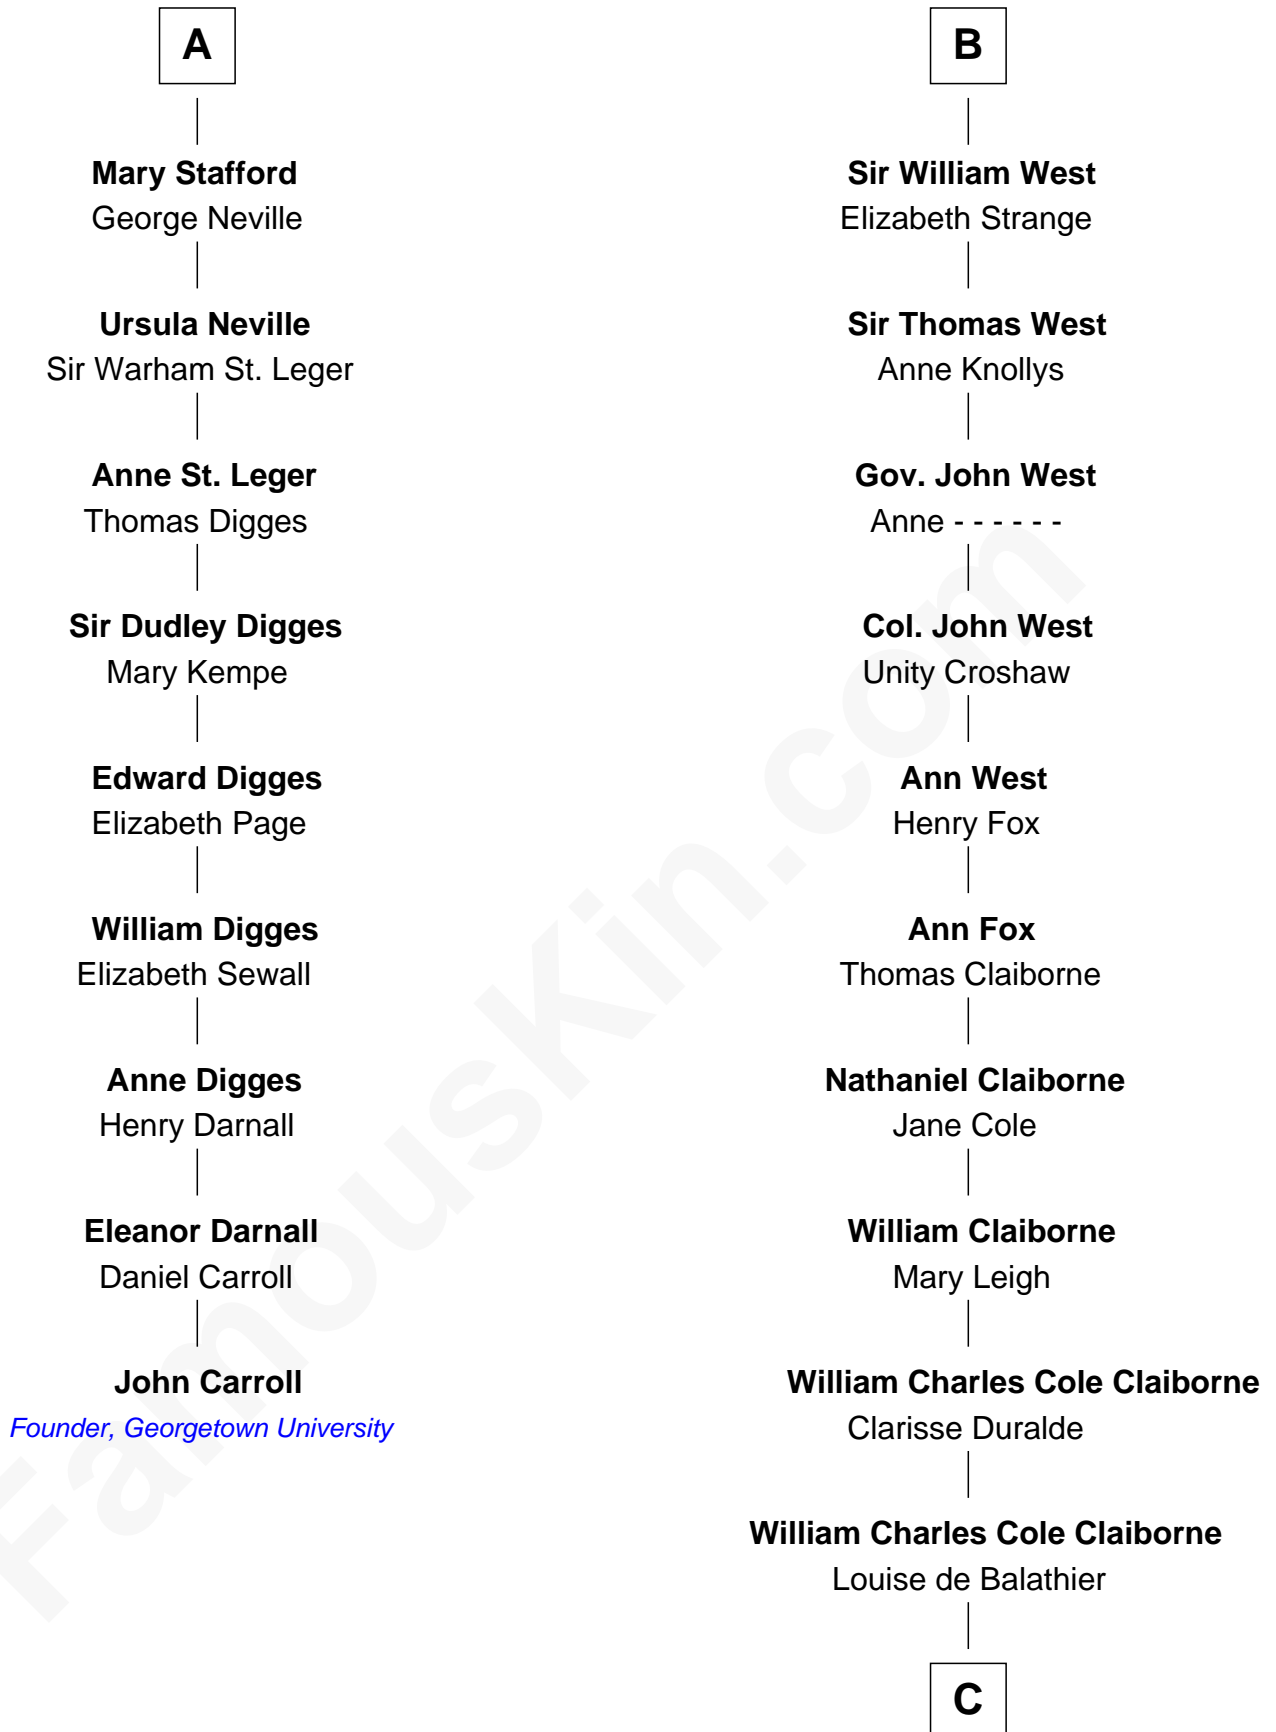 A
Mary Stafford
George Neville
Ursula Neville
Sir Warham St. Leger
Anne St. Leger
Thomas Digges
Sir Dudley Digges
Mary Kempe
Edward Digges
Elizabeth Page
William Digges
Elizabeth Sewall
Anne Digges
Henry Darnall
Eleanor Darnall
Daniel Carroll
John Carroll
Founder, Georgetown University
B
Sir William West
Elizabeth Strange
Sir Thomas West
Anne Knollys
Gov. John West
Anne - - - - - -
Col. John West
Unity Croshaw
Ann West
Henry Fox
Ann Fox
Thomas Claiborne
Nathaniel Claiborne
Jane Cole
William Claiborne
Mary Leigh
William Charles Cole Claiborne
Clarisse Duralde
William Charles Cole Claiborne
Louise de Balathier
C
FamousKin.com